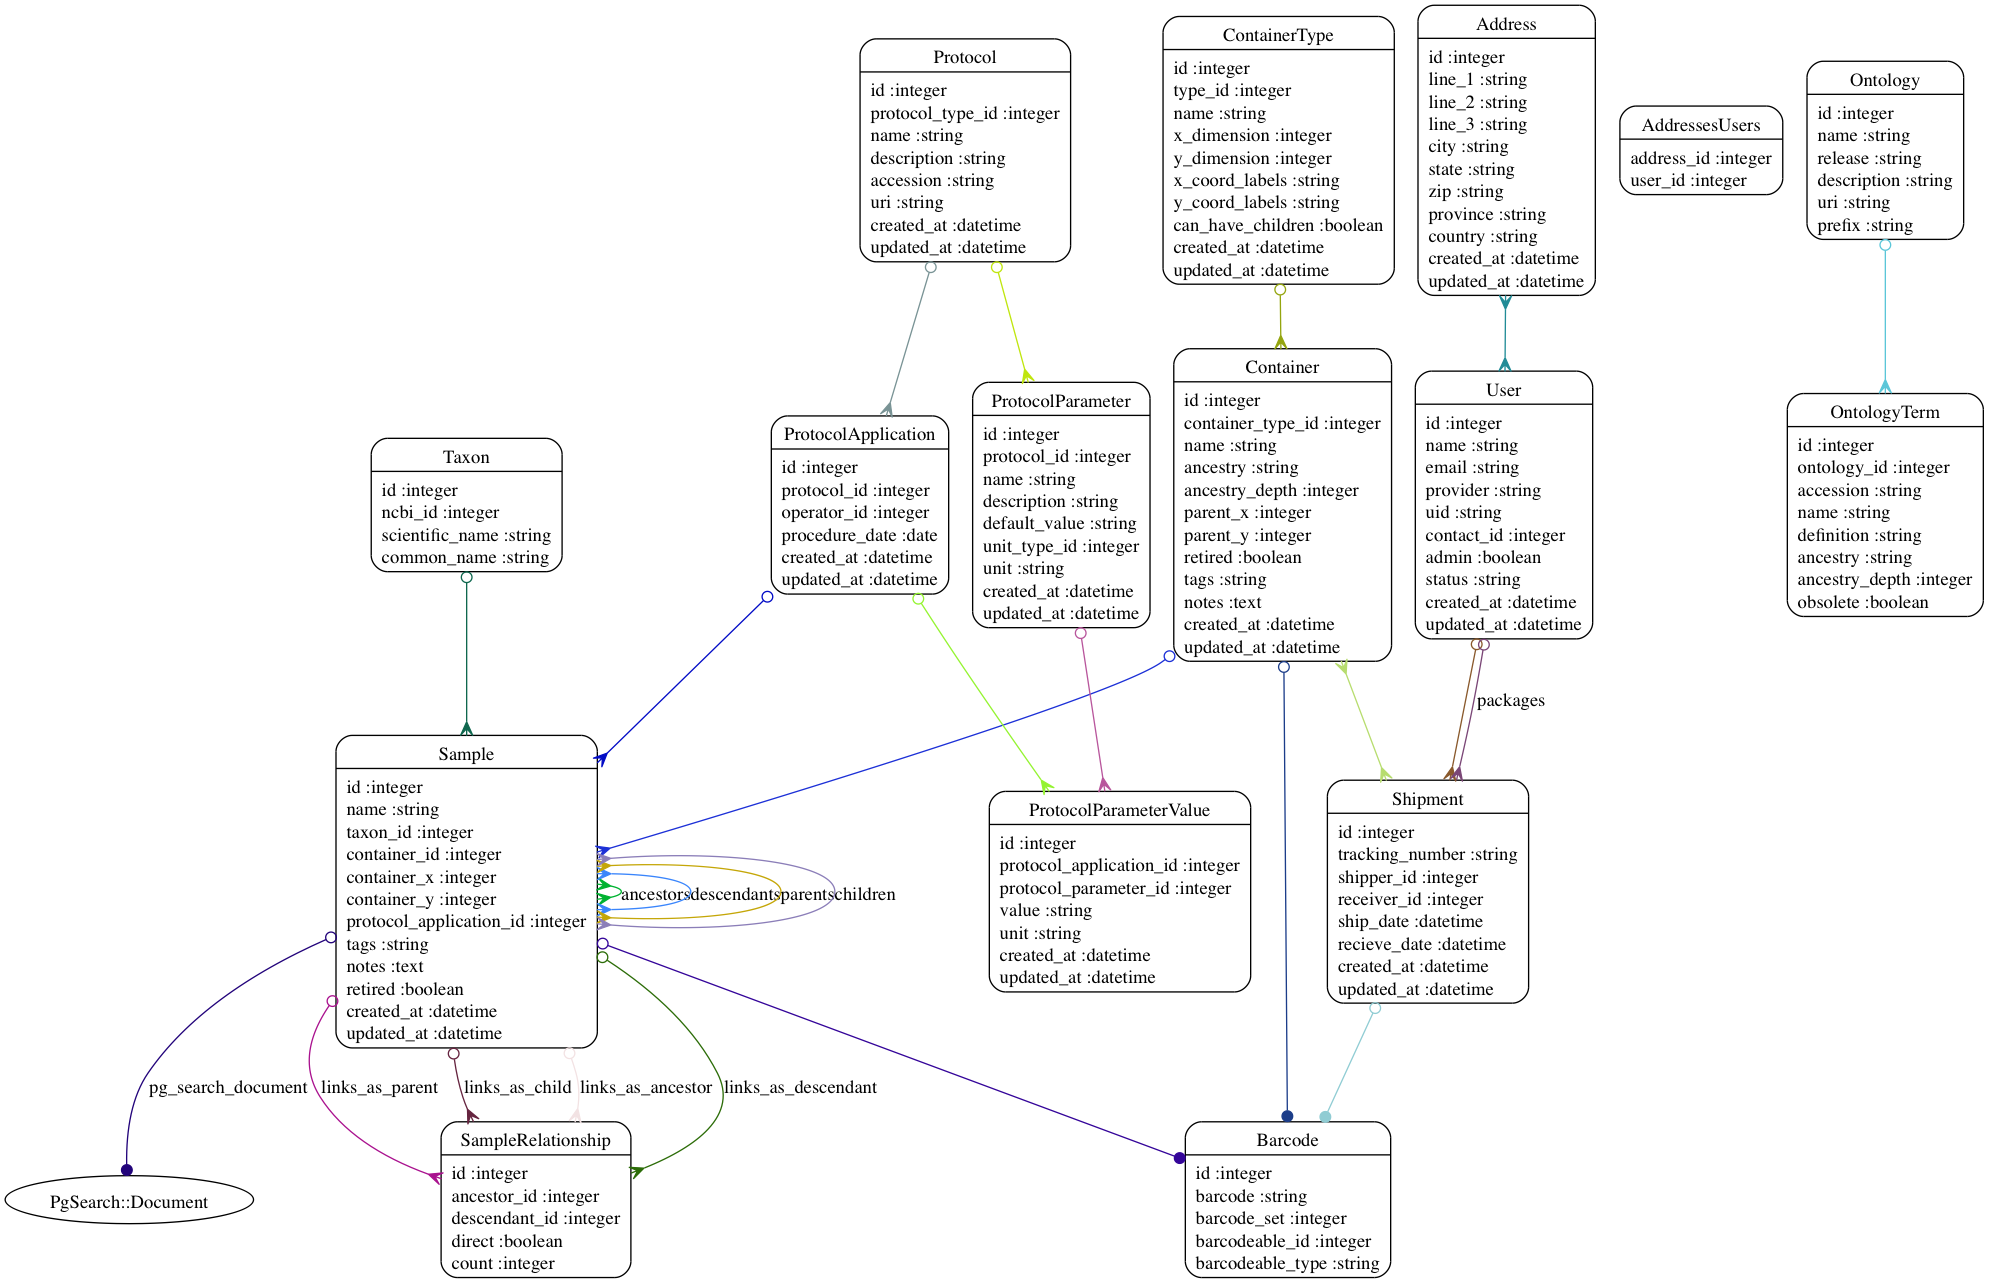 Protocol
id :integer
protocol_type_id :integer
name :string
description :string
accession :string
uri :string
created_at :datetime
updated_at :datetime
ContainerType
id :integer
type_id :integer
name :string
x_dimension :integer
y_dimension :integer
x_coord_labels :string
y_coord_labels :string
can_have_children :boolean
created_at :datetime
updated_at :datetime
Address
id :integer
line_1 :string
line_2 :string
line_3 :string
city :string
state :string
zip :string
province :string
country :string
created_at :datetime
updated_at :datetime
AddressesUsers
address_id :integer
user_id :integer
Ontology
id :integer
name :string
release :string
description :string
uri :string
prefix :string
Taxon
id :integer
ncbi_id :integer
scientific_name :string
common_name :string
ProtocolApplication
id :integer
protocol_id :integer
operator_id :integer
procedure_date :date
created_at :datetime
updated_at :datetime
ProtocolParameter
id :integer
protocol_id :integer
name :string
description :string
default_value :string
unit_type_id :integer
unit :string
created_at :datetime
updated_at :datetime
Container
id :integer
container_type_id :integer
name :string
ancestry :string
ancestry_depth :integer
parent_x :integer
parent_y :integer
retired :boolean
tags :string
notes :text
created_at :datetime
updated_at :datetime
User
id :integer
name :string
email :string
provider :string
uid :string
contact_id :integer
admin :boolean
status :string
created_at :datetime
updated_at :datetime
OntologyTerm
id :integer
ontology_id :integer
accession :string
name :string
definition :string
ancestry :string
ancestry_depth :integer
obsolete :boolean
packages
Sample
id :integer
name :string
taxon_id :integer
container_id :integer
container_x :integer
container_y :integer
protocol_application_id :integer
tags :string
notes :text
retired :boolean
created_at :datetime
updated_at :datetime
ancestors
descendants
parents
children
ProtocolParameterValue
id :integer
protocol_application_id :integer
protocol_parameter_id :integer
value :string
unit :string
created_at :datetime
updated_at :datetime
Shipment
id :integer
tracking_number :string
shipper_id :integer
receiver_id :integer
ship_date :datetime
recieve_date :datetime
created_at :datetime
updated_at :datetime
pg_search_document
links_as_parent
links_as_child
links_as_ancestor
links_as_descendant
PgSearch::Document
SampleRelationship
id :integer
ancestor_id :integer
descendant_id :integer
direct :boolean
count :integer
Barcode
id :integer
barcode :string
barcode_set :integer
barcodeable_id :integer
barcodeable_type :string